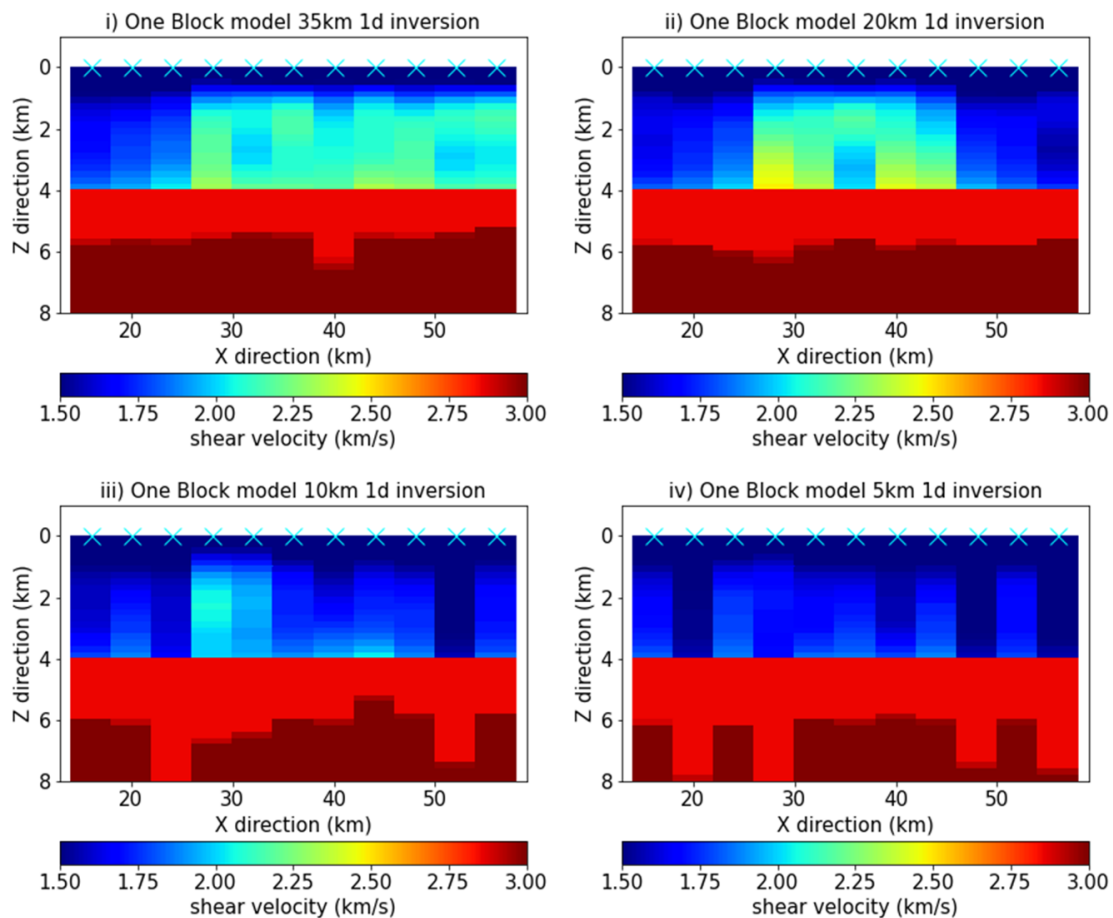 i) One Block model 35km 1d inversion
0
2
4
6
8
Z direction (km)
20 30 40 50
X direction (km)
1.50 1.75 2.00 2.25 2.50 2.75 3.00
shear velocity (km/s)
ii) One Block model 20km 1d inversion
0
2
4
6
8
Z direction (km)
20 30 40 50
X direction (km)
1.50 1.75 2.00 2.25 2.50 2.75 3.00
shear velocity (km/s)
iii) One Block model 10km 1d inversion
0
2
4
6
8
Z direction (km)
20 30 40 50
X direction (km)
1.50 1.75 2.00 2.25 2.50 2.75 3.00
shear velocity (km/s)
iv) One Block model 5km 1d inversion
0
2
4
6
8
Z direction (km)
20 30 40 50
X direction (km)
1.50 1.75 2.00 2.25 2.50 2.75 3.00
shear velocity (km/s)